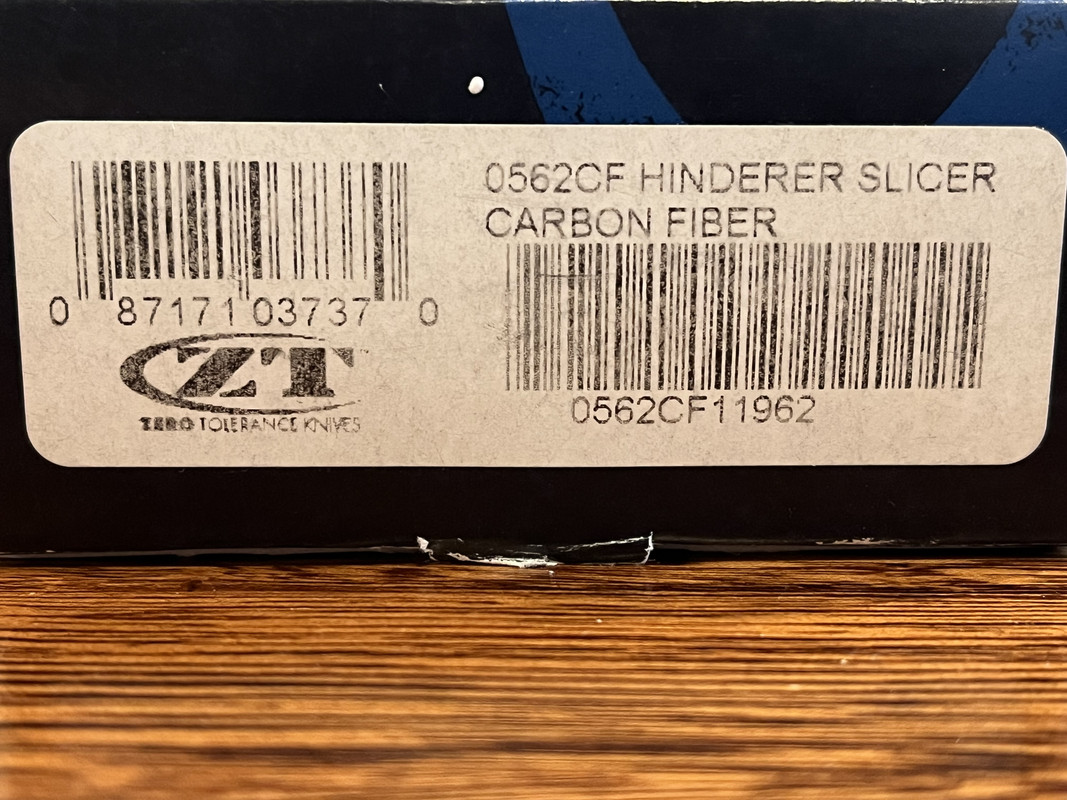 0562CF HINDERER SLICER
CARBON FIBER
0 87171 03737 0
ZT
ZERO TOLERANCE KNIVES
0562CF11962